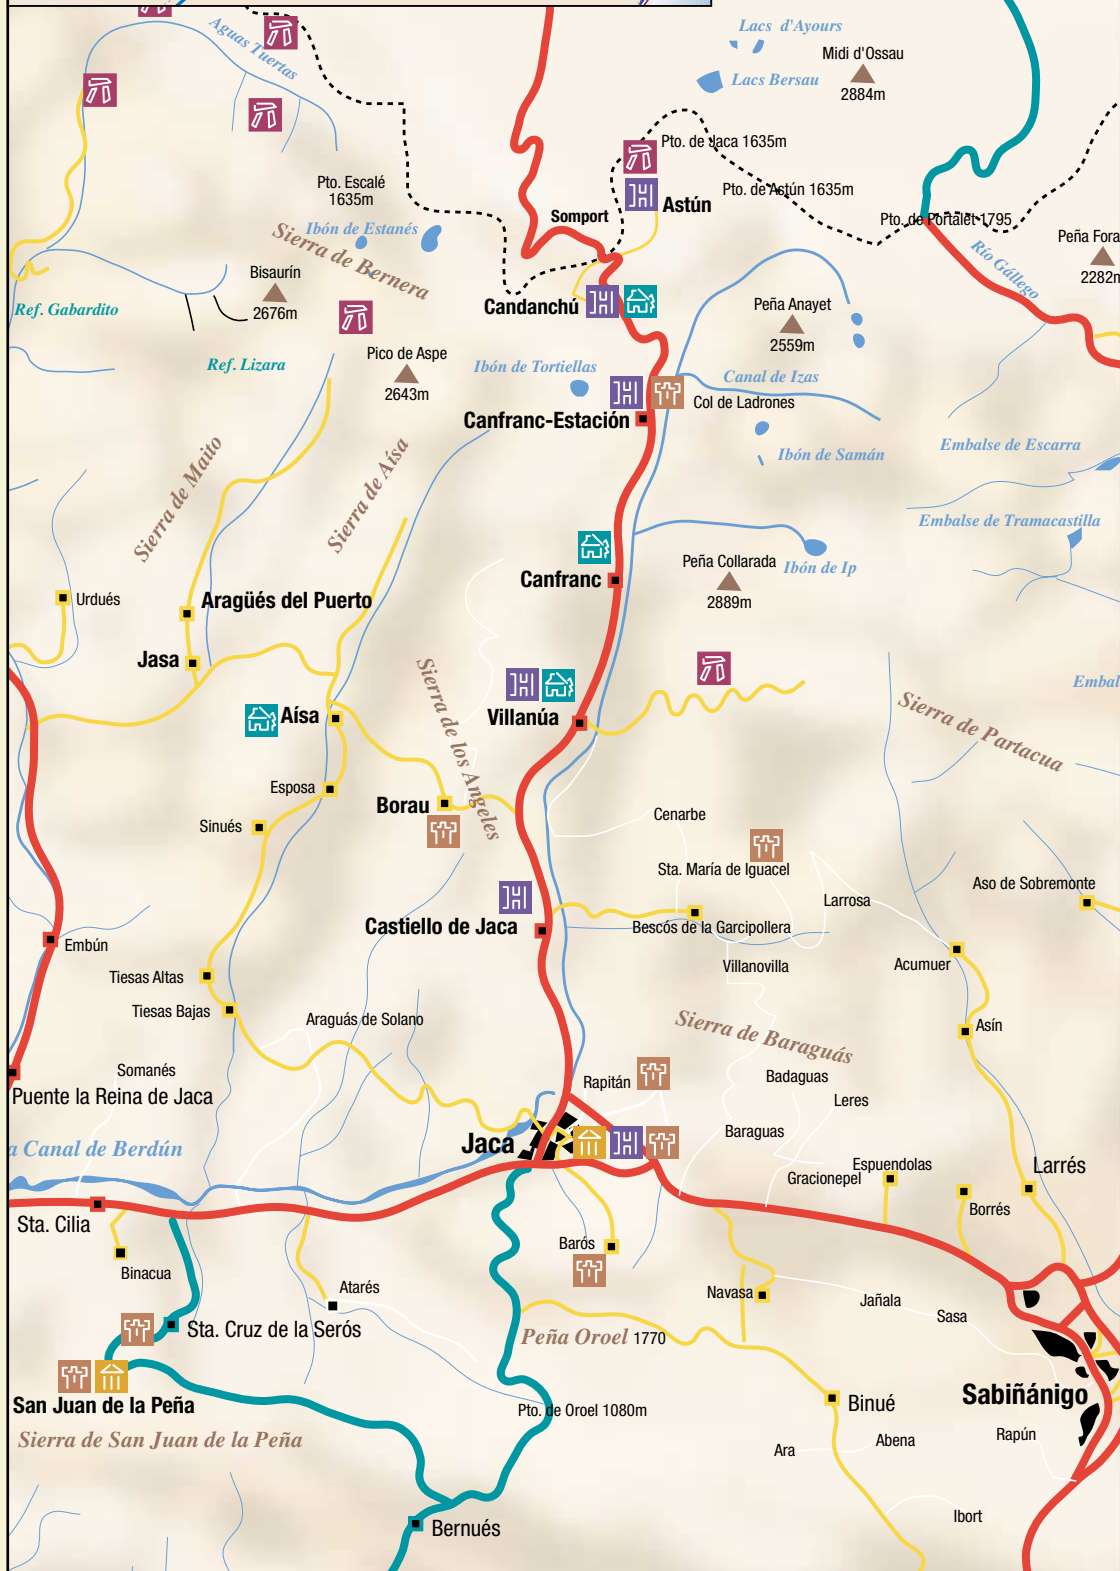 Lacs d'Ayours
Aguas Tuertas
Midi d'Ossau
Lacs Bersau
2884m
Pto. de Jaca 1635m
Pto. Escalé
1635m
Pto. de Astún 1635m
Astún
Somport
Pto. de Portalet 1795
Ibón de Estanés
Sierra de Bernera
Río Gállego
Peña Fora
2282m
Bisaurín
2676m
Ref. Gabardito
Candanchú
Peña Anayet
2559m
Ref. Lizara
Pico de Aspe
2643m
Ibón de Tortiellas
Canal de Izas
Col de Ladrones
Canfranc-Estación
Ibón de Samán
Embalse de Escarra
Sierra de Maito
Sierra de Aísa
Embalse de Tramacastilla
Peña Collarada
2889m
Ibón de Ip
Canfranc
Urdués
Aragüés del Puerto
Jasa
Embal
Sierra de los Angeles
Sierra de Partacua
Aísa
Villanúa
Esposa
Borau
Sinués
Cenarbe
Sta. María de Iguacel
Larrosa
Aso de Sobremonte
Castiello de Jaca
Bescós de la Garcipollera
Embún
Acumuer
Villanovilla
Tiesas Altas
Tiesas Bajas
Araguás de Solano
Sierra de Baraguás
Asín
Somanés
Puente la Reina de Jaca
Rapitán
Badaguas
Leres
Baraguas
a Canal de Berdún
Jaca
Espuendolas
Gracionepel
Larrés
Borrés
Sta. Cilia
Binacua
Barós
Atarés
Navasa
Jañala
Sasa
Sta. Cruz de la Serós
Peña Oroel 1770
San Juan de la Peña
Pto. de Oroel 1080m
Binué
Sabiñánigo
Sierra de San Juan de la Peña
Ara
Abena
Rapún
Ibort
Bernués